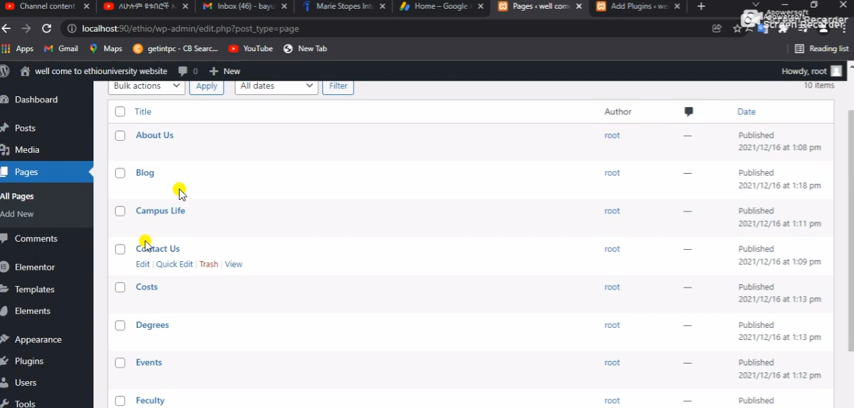 Channel content
ለህለም ቹቹበሮች
Inbox (46) - bayu
Marie Stopes Int
Home – Google
Pages ‹ well com
Add Plugins ‹ we
Apowersoft
Screen Recorder
localhost:90/ethio/wp-admin/edit.php?post_type=page
Apps Gmail Maps getintpc - CB Searc... YouTube New Tab Reading list
well come to ethiouniversity website 0 + New Howdy, root
Bulk actions Apply All dates Filter 10 items
Dashboard
Posts
Media
Pages
All Pages
Add New
Comments
Elementor
Templates
Elements
Appearance
Plugins
Users
Tools
Title Author Date
About Us root — Published
2021/12/16 at 1:08 pm
Blog root — Published
2021/12/16 at 1:18 pm
Campus Life root — Published
2021/12/16 at 1:11 pm
Contact Us root — Published
Edit | Quick Edit | Trash | View 2021/12/16 at 1:09 pm
Costs root — Published
2021/12/16 at 1:13 pm
Degrees root — Published
2021/12/16 at 1:13 pm
Events root — Published
2021/12/16 at 1:12 pm
Feculty root — Published